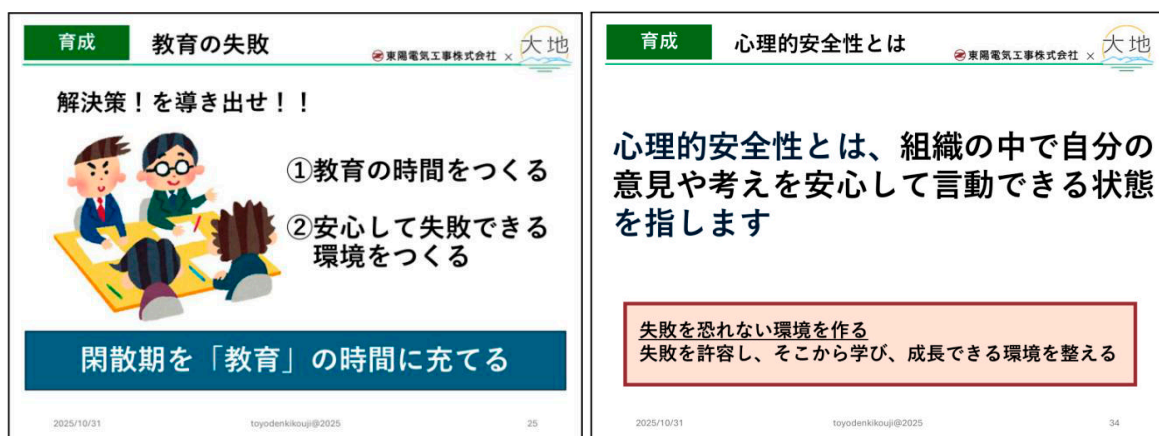 育成
教育の失敗
東陽電気工事株式会社 × 大地
解決策！を導き出せ！！
①教育の時間をつくる
②安心して失敗できる
環境をつくる
閑散期を「教育」の時間に充てる
2025/10/31
toyodenkikouji@2025
25
育成
心理的安全性とは
東陽電気工事株式会社 × 大地
心理的安全性とは、組織の中で自分の
意見や考えを安心して言動できる状態
を指します
失敗を恐れない環境を作る
失敗を許容し、そこから学び、成長できる環境を整える
2025/10/31
toyodenkikouji@2025
34